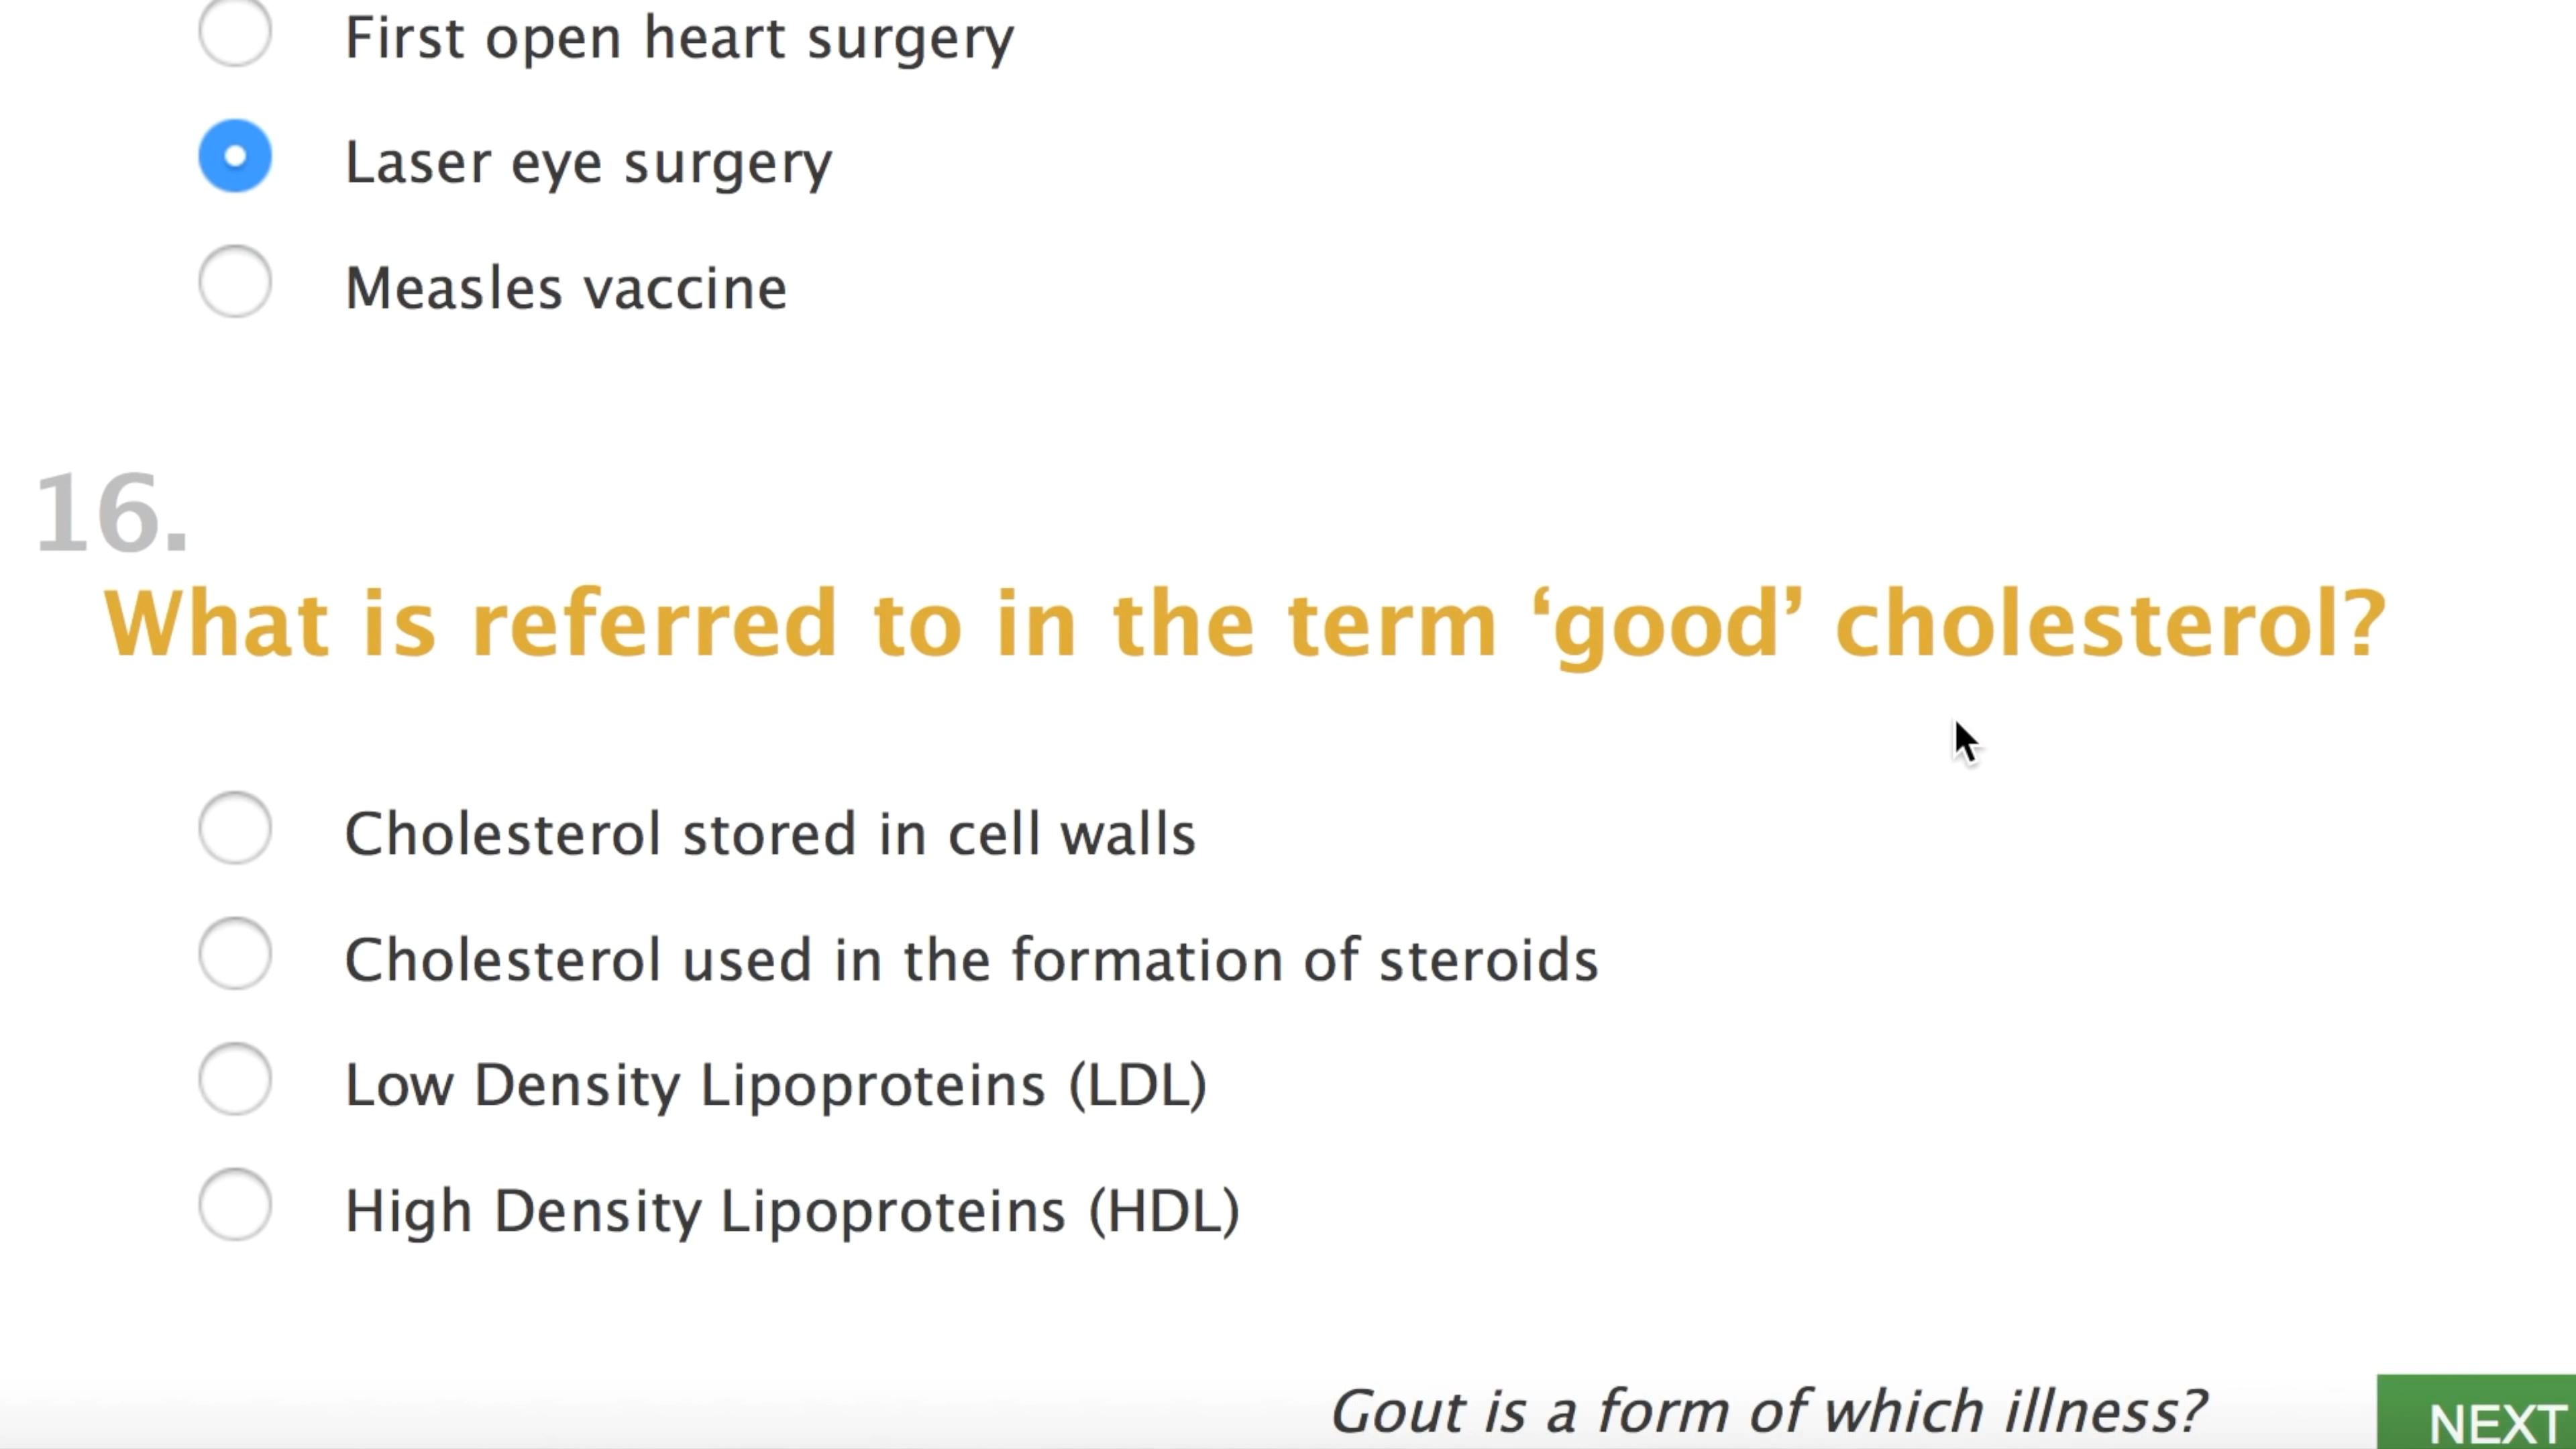 First open heart surgery
Laser eye surgery
Measles vaccine
16.
What is referred to in the term ‘good’ cholesterol?
Cholesterol stored in cell walls
Cholesterol used in the formation of steroids
Low Density Lipoproteins (LDL)
High Density Lipoproteins (HDL)
Gout is a form of which illness?
NEXT